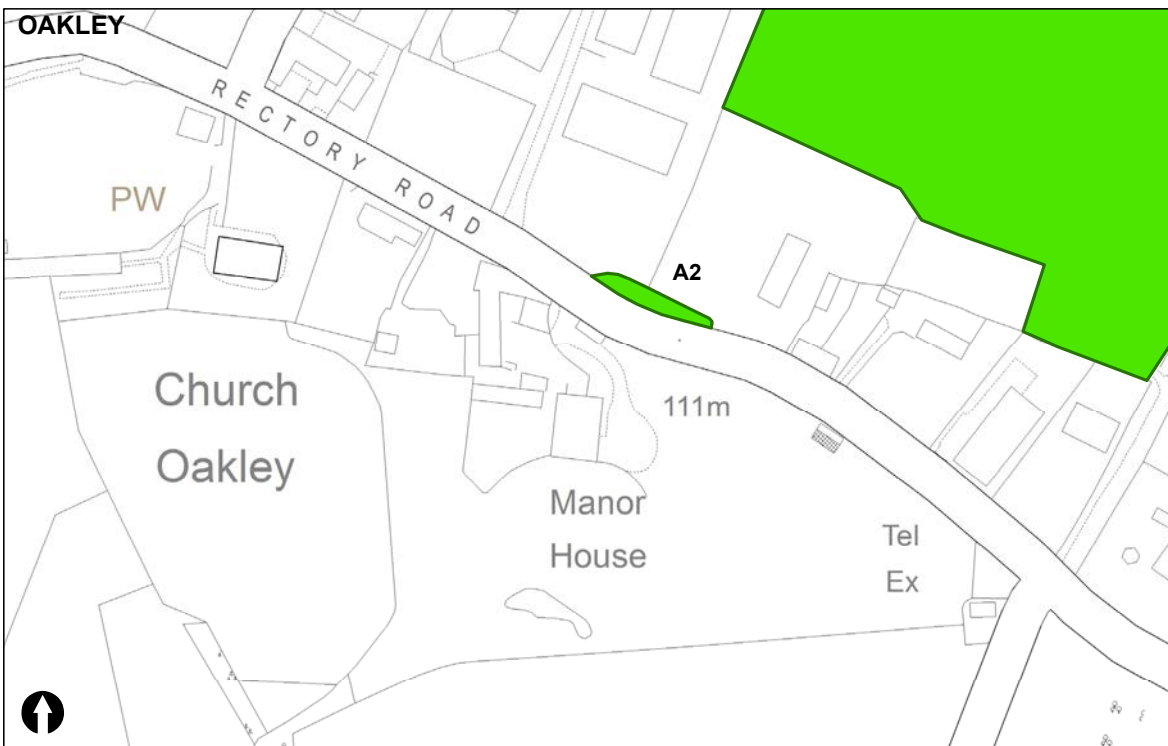 OAKLEY
RECTORY ROAD
PW
A2
Church
Oakley
111m
Manor
House
Tel
Ex